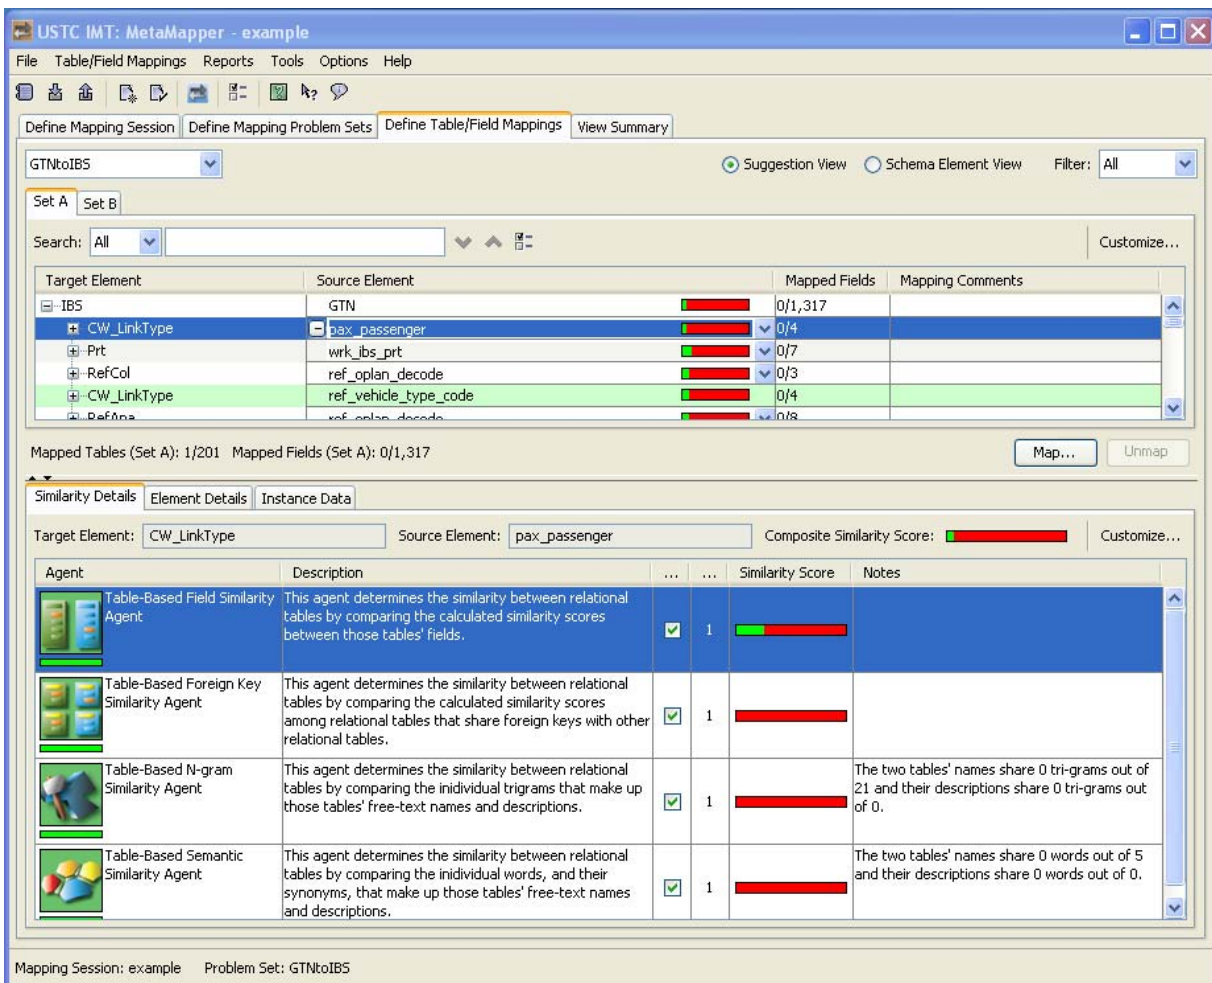 USTC IMT: MetaMapper - example
File Table/Field Mappings Reports Tools Options Help
Define Mapping Session Define Mapping Problem Sets Define Table/Field Mappings View Summary
GTNtoIBS Suggestion View Schema Element View Filter: All
Set A Set B
Search: All Customize...
Target Element Source Element Mapped Fields Mapping Comments
IBS GTN 0/1,317
CW_LinkType pax_passenger 0/4
Prt wrk_ibs_prt 0/7
RefCol ref_oplan_decode 0/3
CW_LinkType ref_vehicle_type_code 0/4
RefApa ref_oplan_decode 0/8
Mapped Tables (Set A): 1/201 Mapped Fields (Set A): 0/1,317 Map... Unmap
Similarity Details Element Details Instance Data
Target Element: CW_LinkType Source Element: pax_passenger Composite Similarity Score: Customize...
Agent Description ... ... Similarity Score Notes
Table-Based Field Similarity This agent determines the similarity between relational
Agent tables by comparing the calculated similarity scores
between those tables' fields. 1
Table-Based Foreign Key This agent determines the similarity between relational
Similarity Agent tables by comparing the calculated similarity scores
among relational tables that share foreign keys with other 1
relational tables.
Table-Based N-gram This agent determines the similarity between relational The two tables' names share 0 tri-grams out of
Similarity Agent tables by comparing the inidividual trigrams that make up 21 and their descriptions share 0 tri-grams out
those tables' free-text names and descriptions. 1 of 0.
Table-Based Semantic This agent determines the similarity between relational The two tables' names share 0 words out of 5
Similarity Agent tables by comparing the inidividual words, and their and their descriptions share 0 words out of 0.
synonyms, that make up those tables' free-text names 1
and descriptions.
Mapping Session: example Problem Set: GTNtoIBS